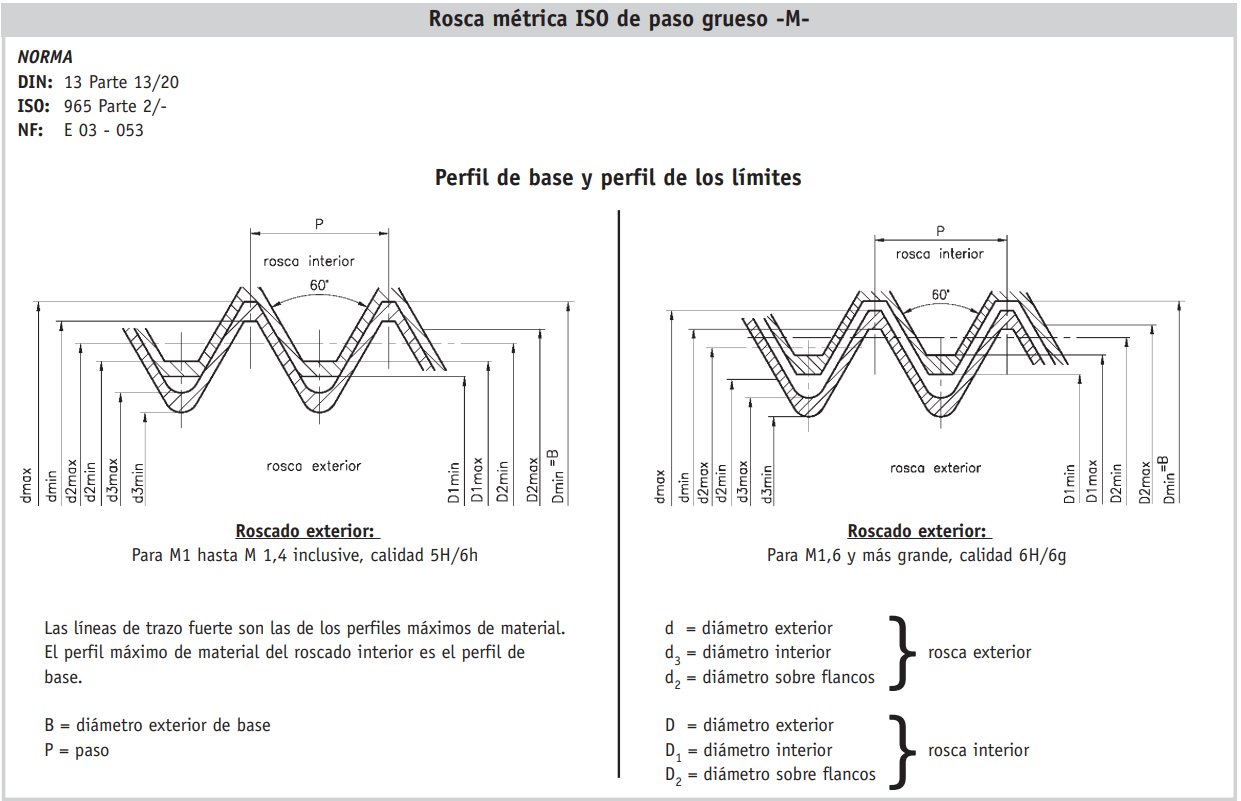 Rosca métrica ISO de paso grueso -M-
NORMA
DIN: 13 Parte 13/20
ISO: 965 Parte 2/-
NF: E 03 - 053
Perfil de base y perfil de los límites
P
rosca interior
60°
dmax
dmin
d2max
d2min
d3max
d3min
rosca exterior
D1min
D1max
D2min
D2max
Dmin=B
Roscado exterior:
Para M1 hasta M 1,4 inclusive, calidad 5H/6h
Las líneas de trazo fuerte son las de los perfiles máximos de material.
El perfil máximo de material del roscado interior es el perfil de
base.
B = diámetro exterior de base
P = paso
P
rosca interior
60°
dmax
dmin
d2max
d2min
d3max
d3min
rosca exterior
D1min
D1max
D2min
D2max
Dmin=B
Roscado exterior:
Para M1,6 y más grande, calidad 6H/6g
d = diámetro exterior
d3 = diámetro interior
d2 = diámetro sobre flancos
rosca exterior
D = diámetro exterior
D1 = diámetro interior
D2 = diámetro sobre flancos
rosca interior